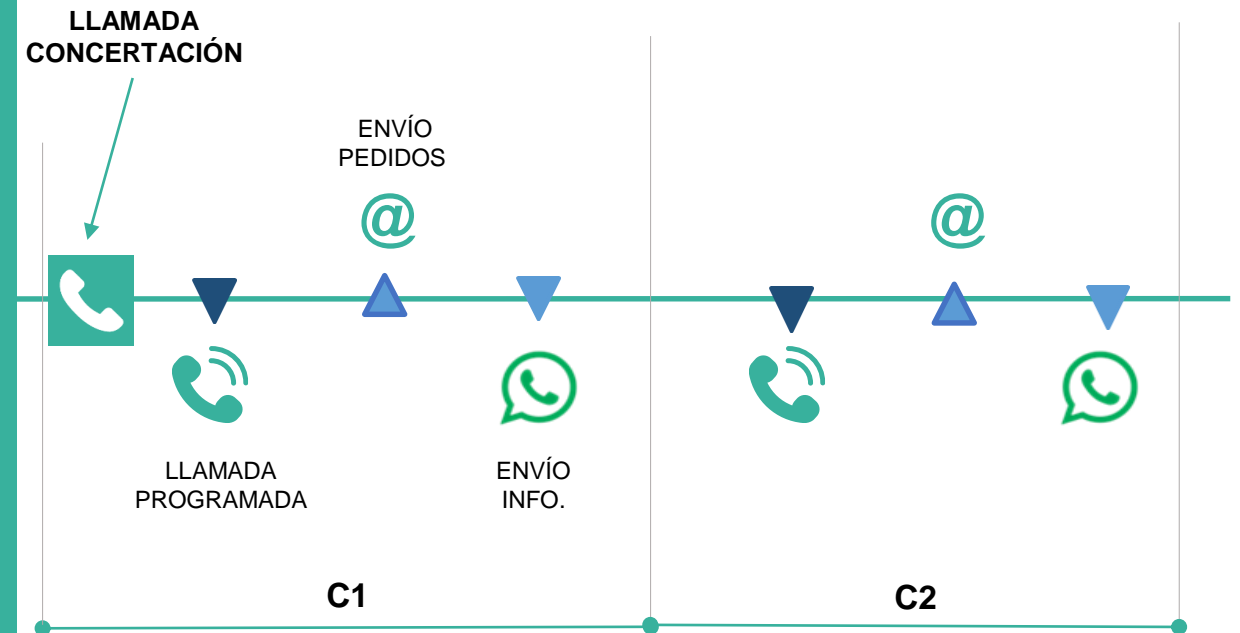 LLAMADA
CONCERTACIÓN
ENVÍO
PEDIDOS
@
@
LLAMADA
PROGRAMADA
ENVÍO
INFO.
C1
C2